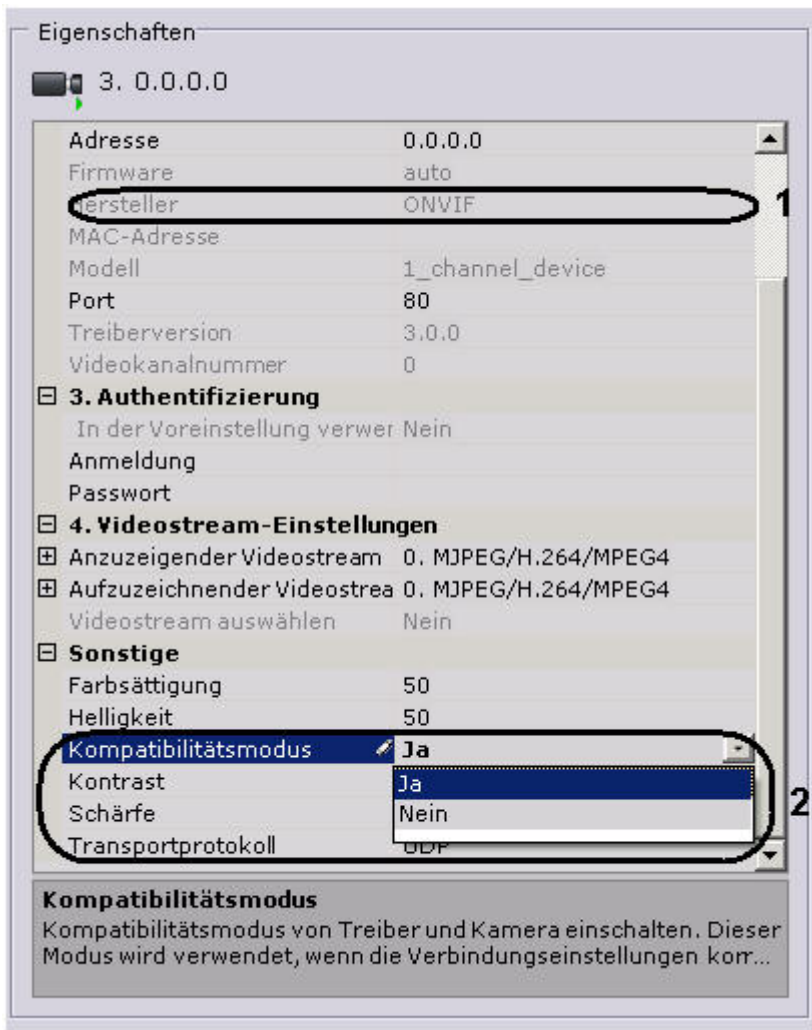 Eigenschaften
3. 0.0.0.0
Adresse 0.0.0.0
Firmware auto
Hersteller ONVIF 1
MAC-Adresse
Modell 1_channel_device
Port 80
Treiberversion 3.0.0
Videokanalnummer 0
3. Authentifizierung
In der Voreinstellung verwer Nein
Anmeldung
Passwort
4. Videostream-Einstellungen
Anzuzeigender Videostream 0. MJPEG/H.264/MPEG4
Aufzuzeichnender Videostrea 0. MJPEG/H.264/MPEG4
Videostream auswählen Nein
Sonstige
Farbsättigung 50
Helligkeit 50
Kompatibilitätsmodus Ja
Kontrast Ja
Schärfe Nein 2
Transportprotokoll UDP
Kompatibilitätsmodus
Kompatibilitätsmodus von Treiber und Kamera einschalten. Dieser
Modus wird verwendet, wenn die Verbindungseinstellungen korr...